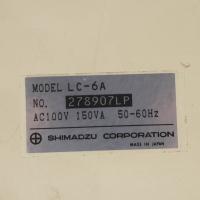 MODEL LC-6A
NO. 278907LP
AC100V 150VA 50-60Hz
SHIMADZU CORPORATION
MADE IN JAPAN